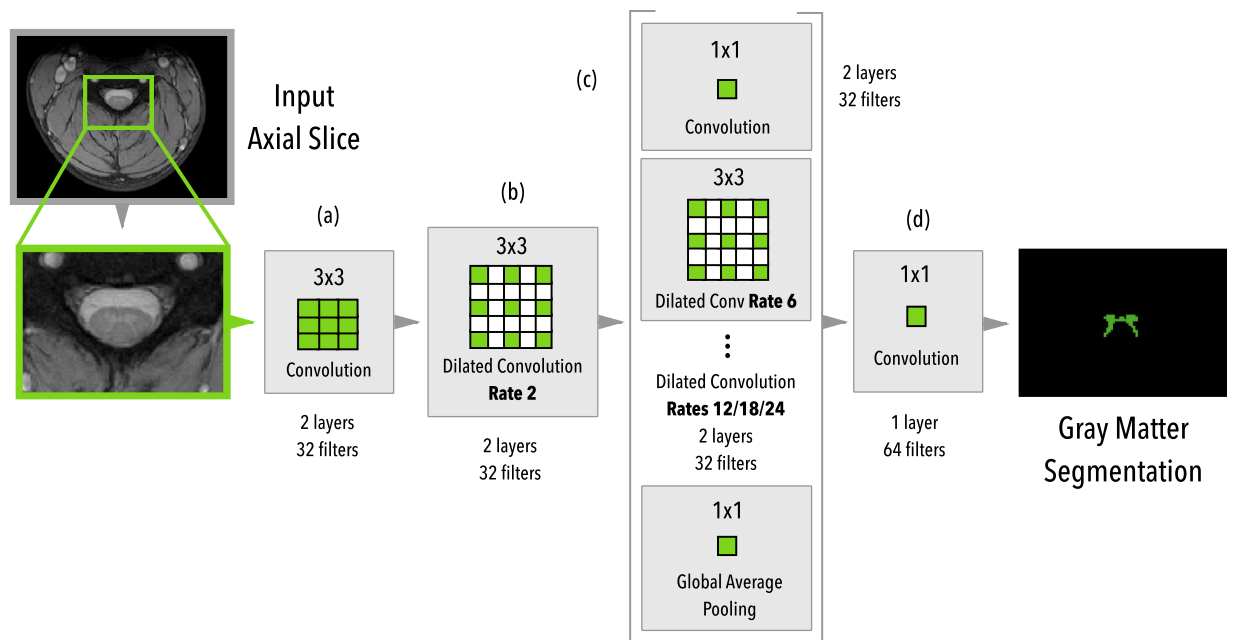 Input
Axial Slice
(a)
3x3
Convolution
2 layers
32 filters
(b)
3x3
Dilated Convolution
Rate 2
2 layers
32 filters
(c)
1x1
Convolution
2 layers
32 filters
3x3
Dilated Conv Rate 6
Dilated Convolution
Rates 12/18/24
2 layers
32 filters
1x1
Global Average
Pooling
(d)
1x1
Convolution
1 layer
64 filters
Gray Matter
Segmentation